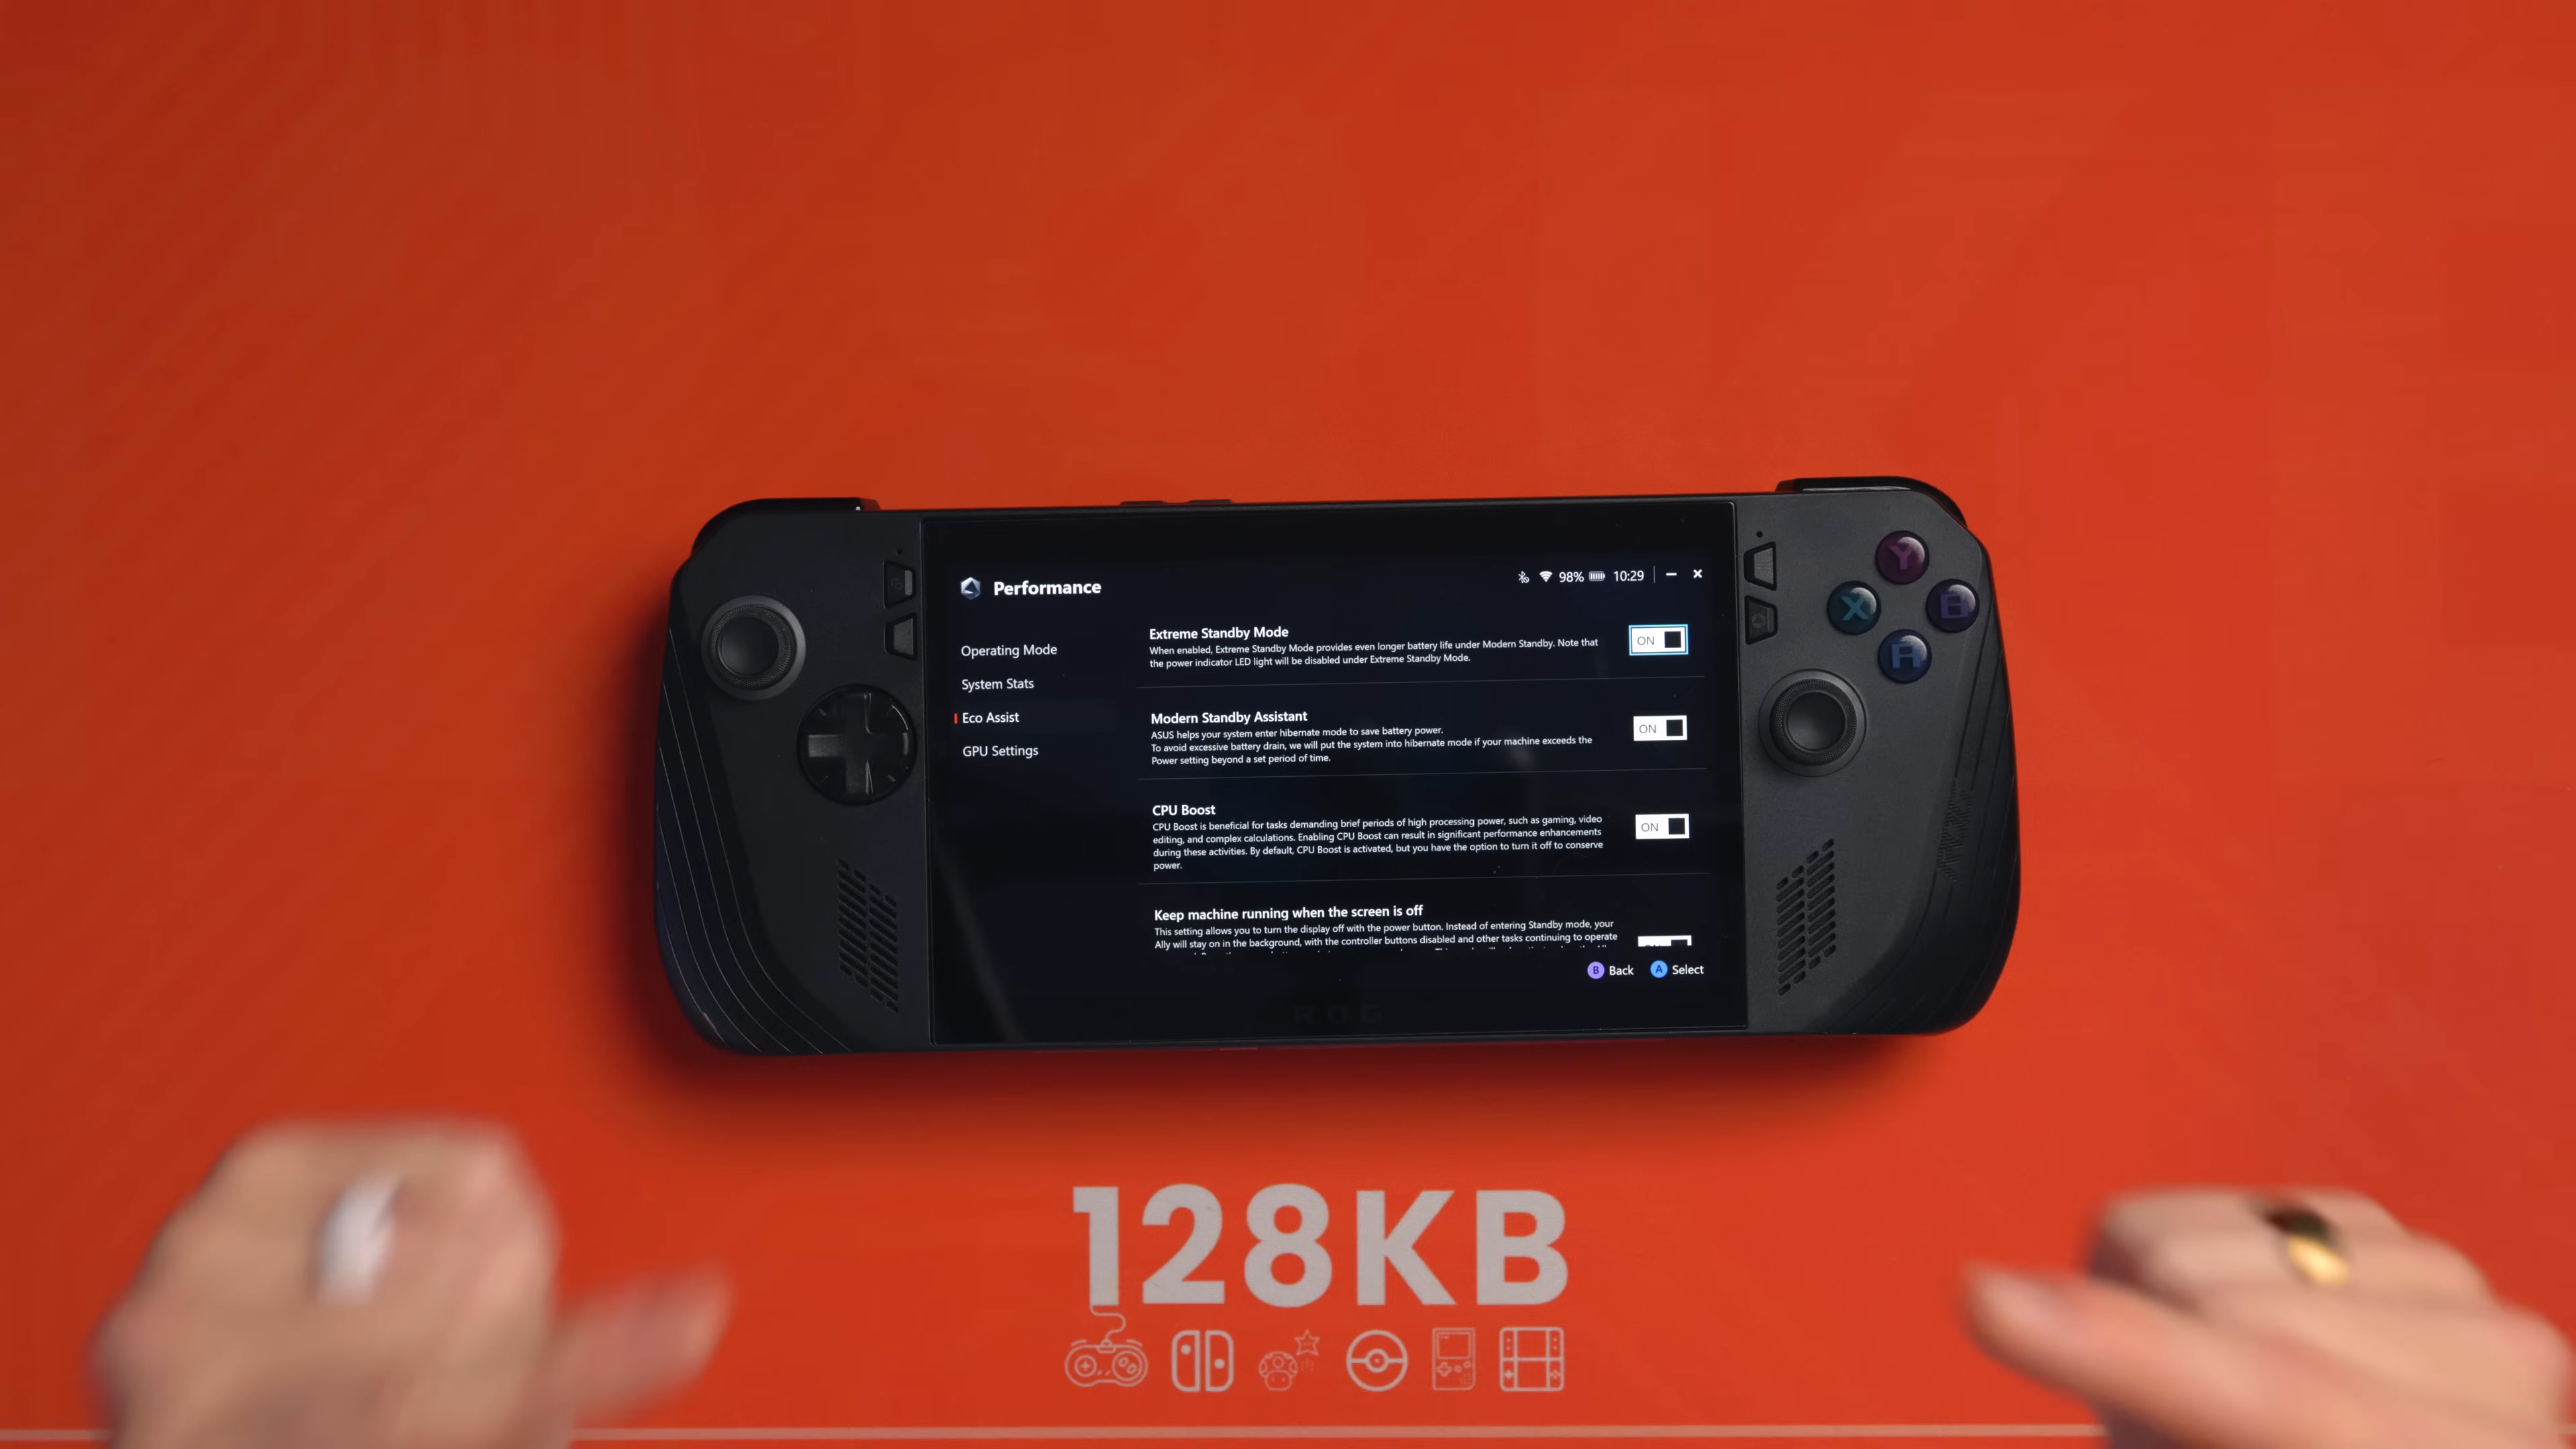 Performance
98% 10:29
Operating Mode
System Stats
Eco Assist
GPU Settings
Extreme Standby Mode
When enabled, Extreme Standby Mode provides even longer battery life under Modern Standby. Note that
the power indicator LED light will be disabled under Extreme Standby Mode.
ON
Modern Standby Assistant
ASUS helps your system enter hibernate mode to save battery power.
To avoid excessive battery drain, we will put the system into hibernate mode if your machine exceeds the
Power setting beyond a set period of time.
ON
CPU Boost
CPU Boost is beneficial for tasks demanding brief periods of high processing power, such as gaming, video
editing, and complex calculations. Enabling CPU Boost can result in significant performance enhancements
during these activities. By default, CPU Boost is activated, but you have the option to turn it off to conserve
power.
ON
Keep machine running when the screen is off
This setting allows you to turn the display off with the power button. Instead of entering Standby mode, your
Ally will stay on in the background, with the controller buttons disabled and other tasks continuing to operate
B Back A Select
ROG
Y
X
B
A
128KB